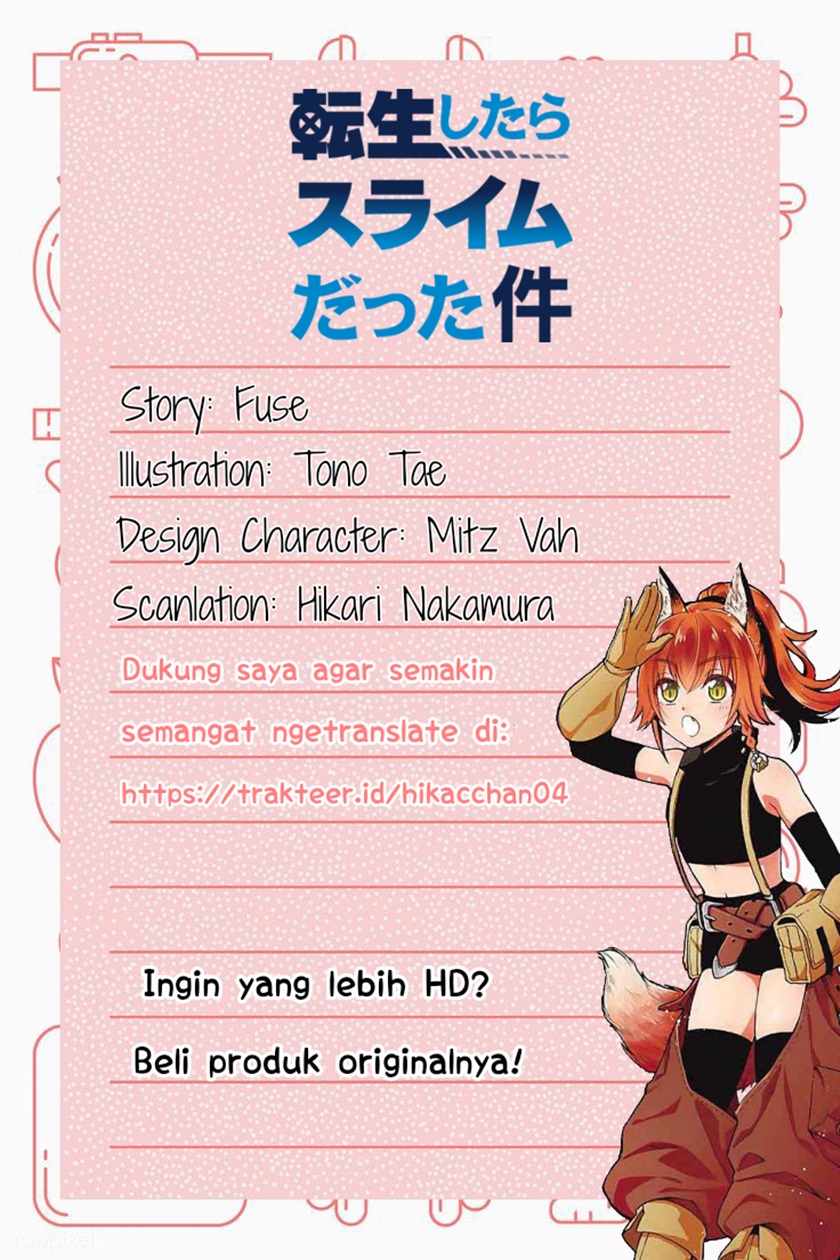 転生したら
スライム
だった件
Story: Fuse
Illustration: Tono Tae
Design Character: Mitz Vah
Scanlation: Hikari Nakamura
Dukung saya agar semakin
semangat ngetranslate di:
https://trakteer.id/hikacchan04
Ingin yang lebih HD?
Beli produk originalnya!
rawpixel